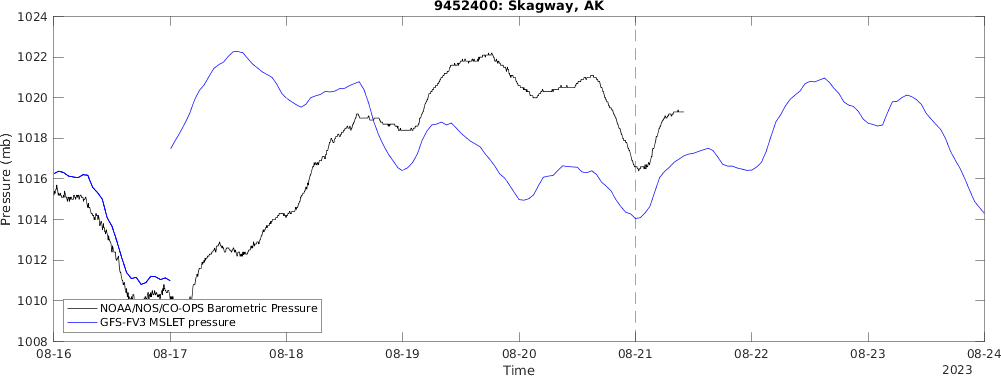 9452400: Skagway, AK
Pressure (mb)
1024
1022
1020
1018
1016
1014
1012
1010
1008
NOAA/NOS/CO-OPS Barometric Pressure
GFS-FV3 MSLET pressure
08-16 08-17 08-18 08-19 08-20 08-21 08-22 08-23 08-24
Time
2023